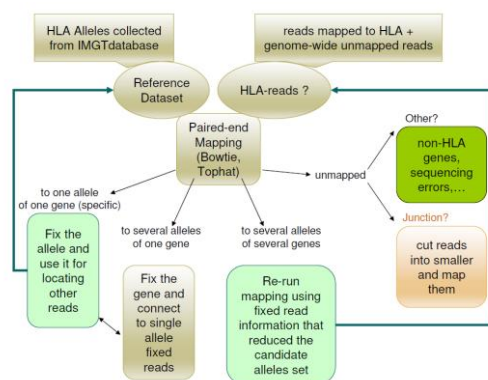 HLA Alleles collected
from IMGTdatabase
reads mapped to HLA +
genome-wide unmapped reads
Reference
Dataset
HLA-reads ?
Paired-end
Mapping
(Bowtie,
Tophat)
Other?
non-HLA
genes,
sequencing
errors,...
unmapped
to one allele
of one gene (specific)
to several alleles
of one gene
to several alleles
of several genes
Junction?
cut reads
into smaller
and map
them
Fix the
allele and
use it for
locating
other
reads
Fix the
gene and
connect to
single
allele
fixed
reads
Re-run
mapping using
fixed read
information that
reduced the
candidate
alleles set